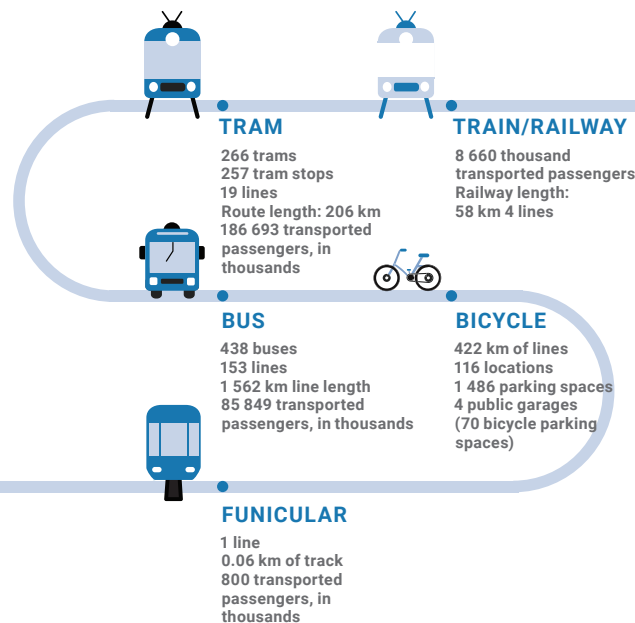 TRAM
266 trams
257 tram stops
19 lines
Route length: 206 km
186 693 transported
passengers, in
thousands
TRAIN/RAILWAY
8 660 thousand
transported passengers
Railway length:
58 km 4 lines
BUS
438 buses
153 lines
1 562 km line length
85 849 transported
passengers, in thousands
BICYCLE
422 km of lines
116 locations
1 486 parking spaces
4 public garages
(70 bicycle parking
spaces)
FUNICULAR
1 line
0.06 km of track
800 transported
passengers, in
thousands